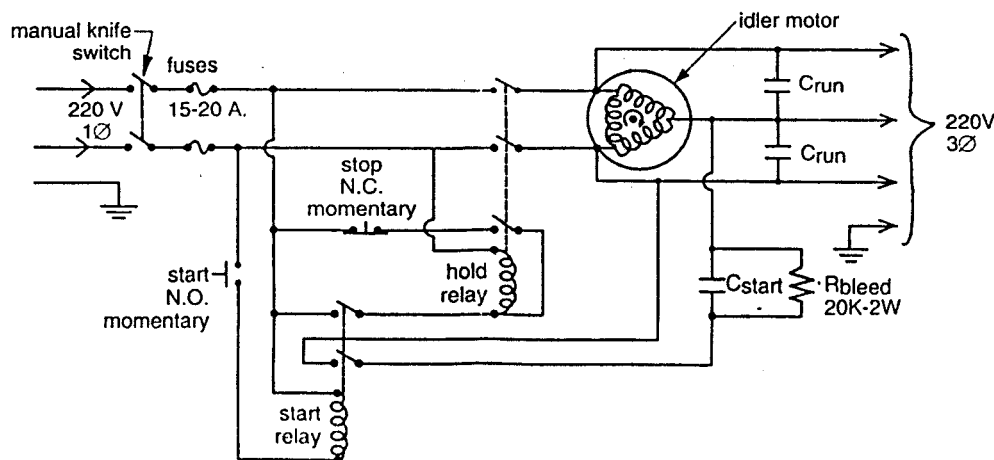 manual knife
switch
fuses
220 V
1Ø
15-20 A.
idler motor
Crun
Crun
220V
3Ø
stop
N.C.
momentary
start
N.O.
momentary
hold
relay
Cstart
Rbleed
20K-2W
start
relay